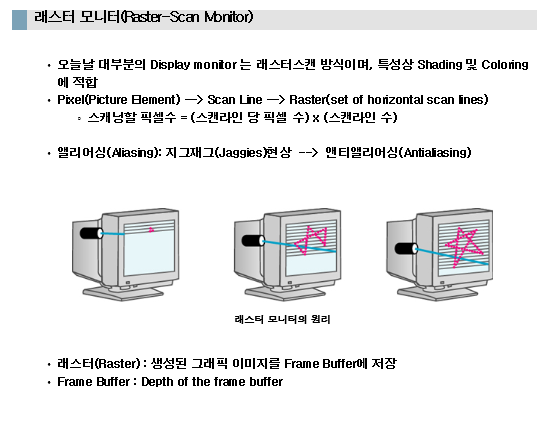 래스터 모니터(Raster-Scan Monitor)
• 오늘날 대부분의 Display monitor 는 래스터스캔 방식이며, 특성상 Shading 및 Coloring
에 적합
• Pixel(Picture Element) —> Scan Line —> Raster(set of horizontal scan lines)
◦ 스캐닝할 픽셀수 = (스캔라인 당 픽셀 수) x (스캔라인 수)
• 앨리어싱(Aliasing): 지그재그(Jaggies)현상 --> 앤티앨리어싱(Antialiasing)
래스터 모니터의 원리
• 래스터(Raster) : 생성된 그래픽 이미지를 Frame Buffer에 저장
• Frame Buffer : Depth of the frame buffer